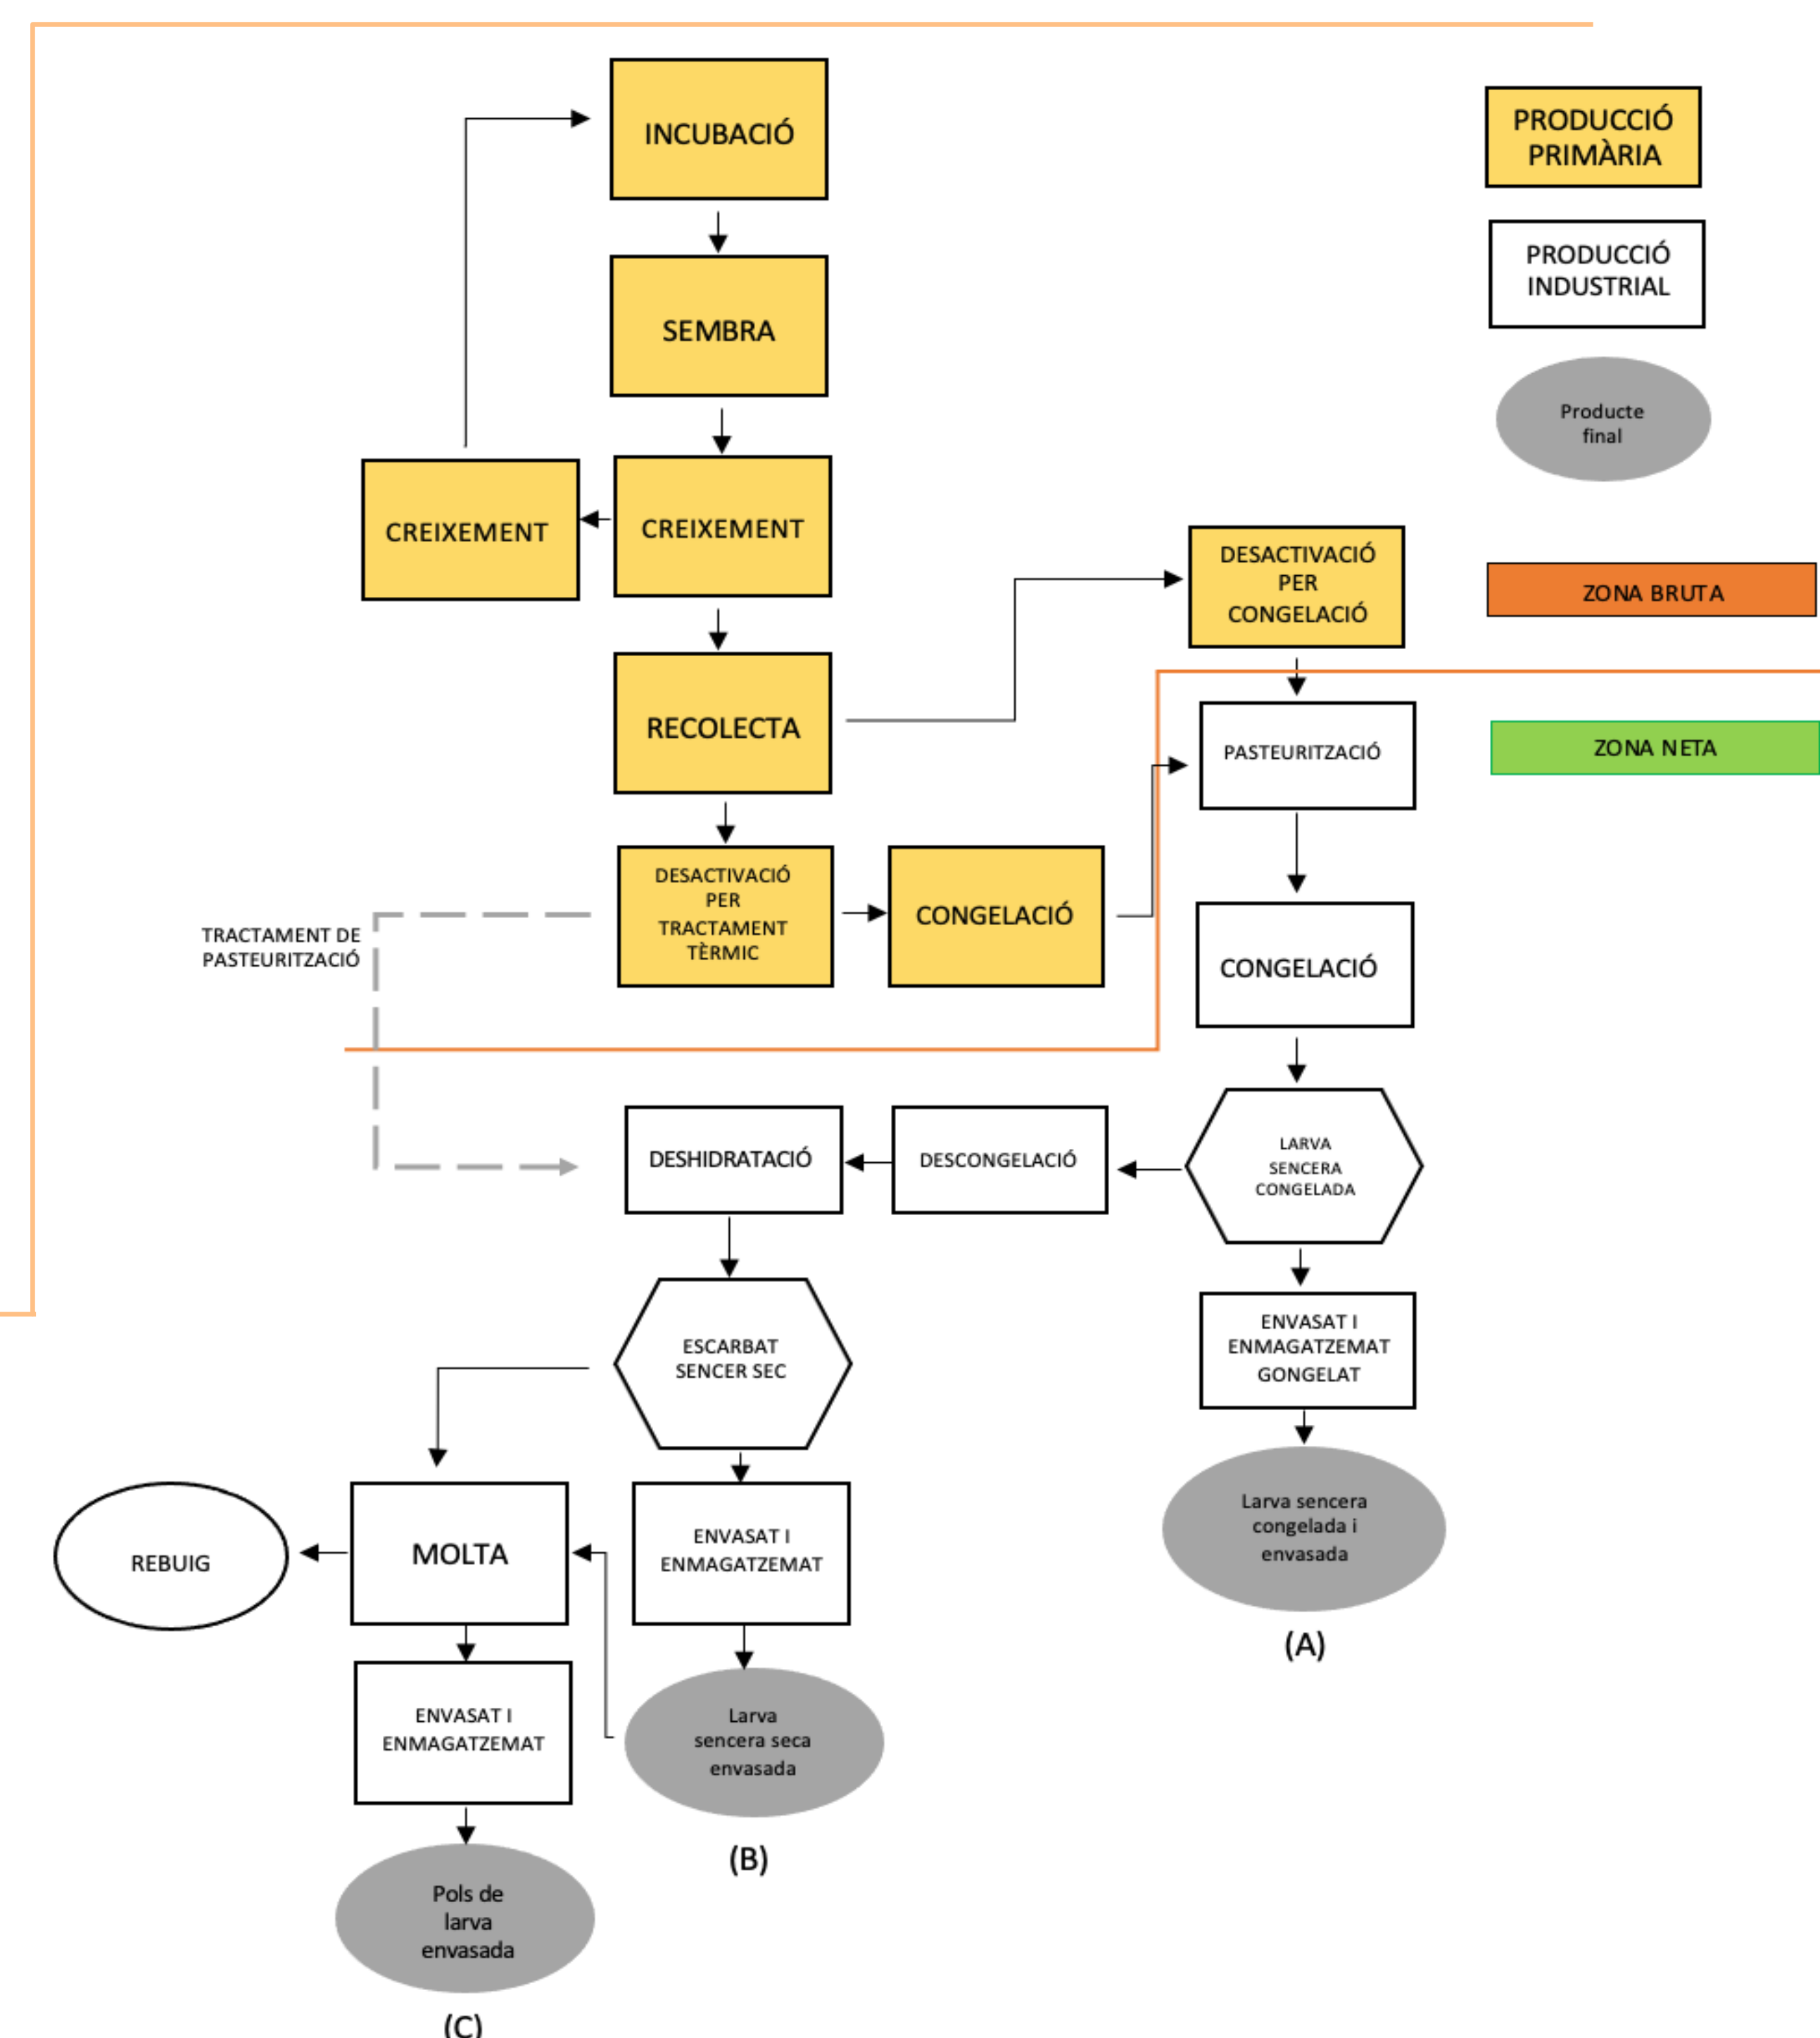 INCUBACIÓ
PRODUCCIÓ
PRIMÀRIA
SEMBRA
PRODUCCIÓ
INDUSTRIAL
Producte
final
CREIXEMENT
CREIXEMENT
DESACTIVACIÓ
PER
CONGELACIÓ
ZONA BRUTA
RECOLECTA
PASTEURITZACIÓ
ZONA NETA
TRACTAMENT DE
PASTEURITZACIÓ
DESACTIVACIÓ
PER
TRACTAMENT
TÈRMIC
CONGELACIÓ
CONGELACIÓ
DESHIDRATACIÓ
DESCONGELACIÓ
LARVA
SENCERA
CONGELADA
ESCARBAT
SENCER SEC
ENVASAT I
ENMAGATZEMAT
GONGELAT
REBUIG
MOLTA
ENVASAT I
ENMAGATZEMAT
Larva sencera
congelada i
envasada
(A)
ENVASAT I
ENMAGATZEMAT
Larva
sencera seca
envasada
(B)
Pols de
larva
envasada
(C)